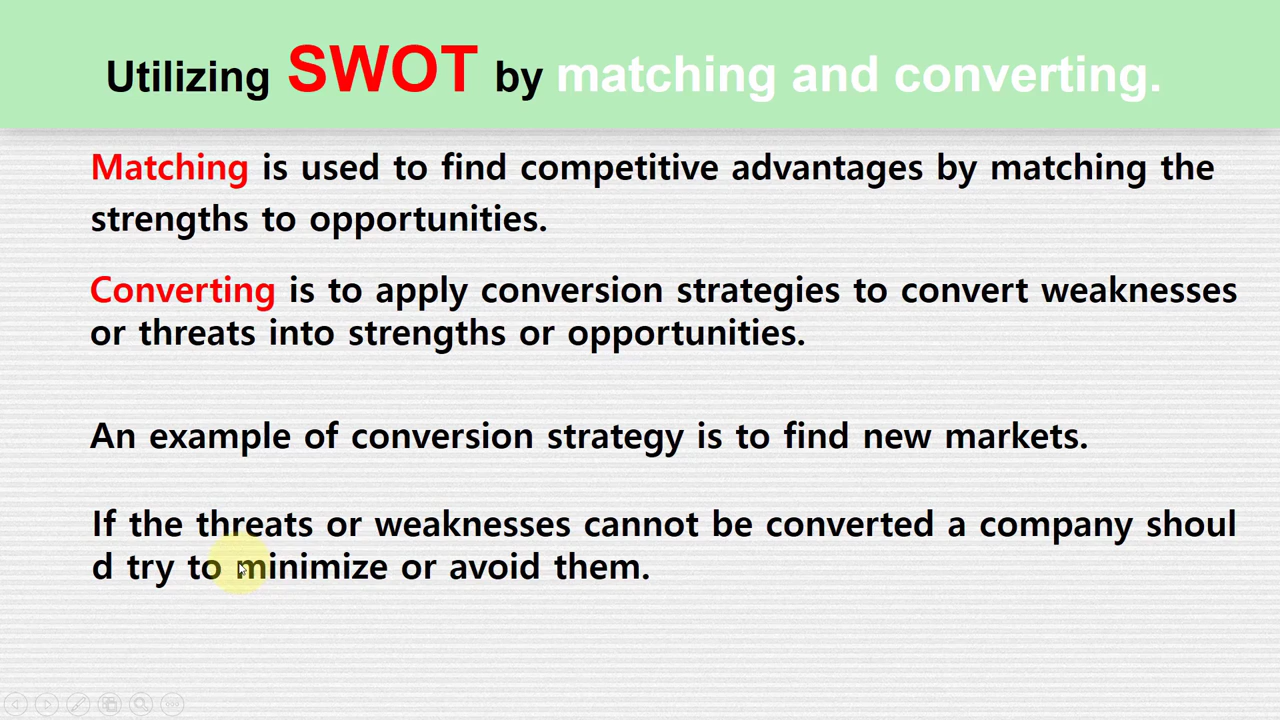 Utilizing SWOT by matching and converting.
Matching is used to find competitive advantages by matching the
strengths to opportunities.
Converting is to apply conversion strategies to convert weaknesses
or threats into strengths or opportunities.
An example of conversion strategy is to find new markets.
If the threats or weaknesses cannot be converted a company shoul
d try to minimize or avoid them.